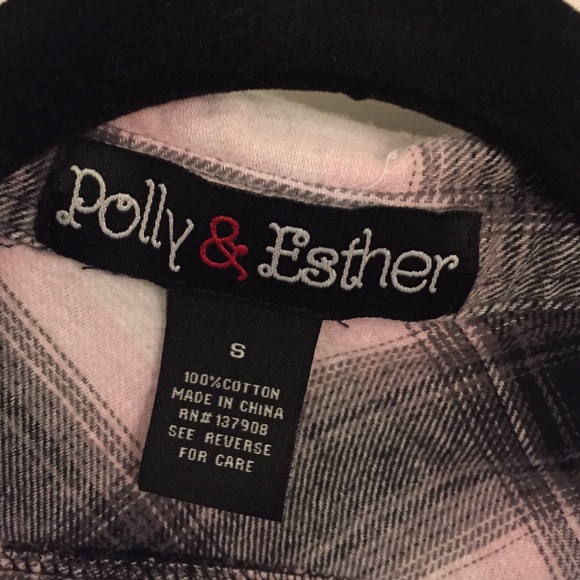 Polly & Esther
S
100%COTTON
MADE IN CHINA
RN# 137908
SEE REVERSE
FOR CARE